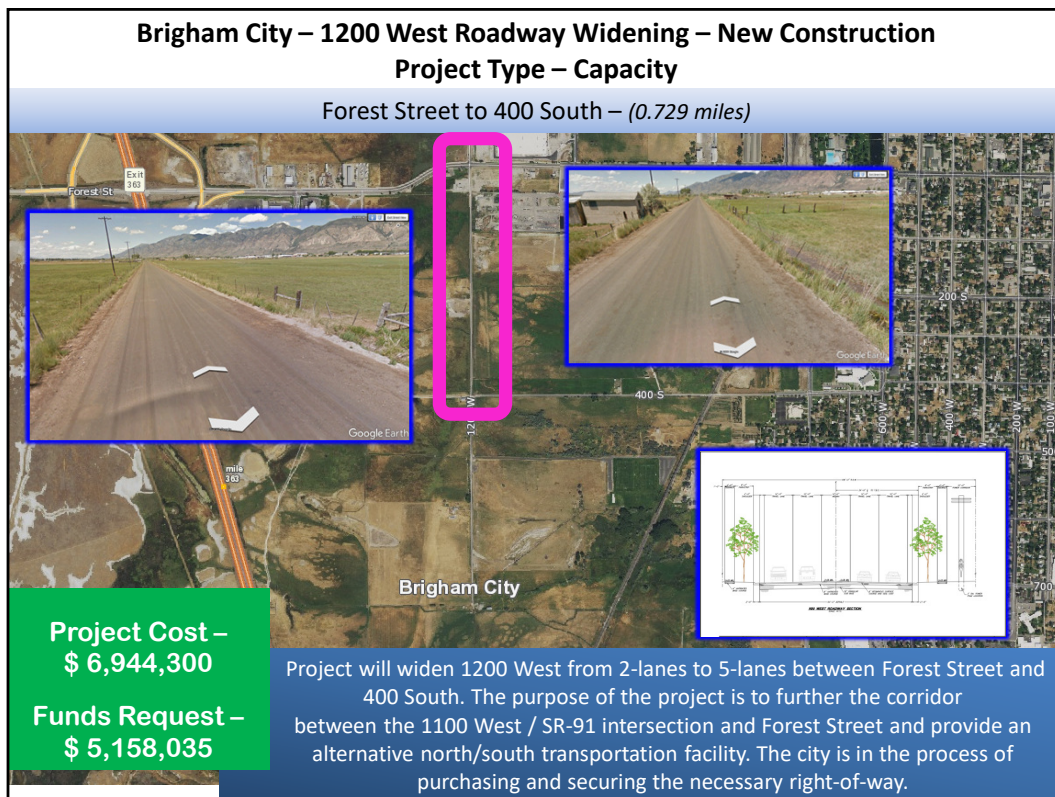 Brigham City – 1200 West Roadway Widening – New Construction
Project Type – Capacity
Forest Street to 400 South – (0.729 miles)
Exit
363
Forest St
Google Earth
Google Earth
200 S
400 S
600 W
400 W
200 W
100 W
mile
363
Brigham City
Project Cost –
$ 6,944,300
Funds Request –
$ 5,158,035
Project will widen 1200 West from 2-lanes to 5-lanes between Forest Street and
400 South. The purpose of the project is to further the corridor
between the 1100 West / SR-91 intersection and Forest Street and provide an
alternative north/south transportation facility. The city is in the process of
purchasing and securing the necessary right-of-way.